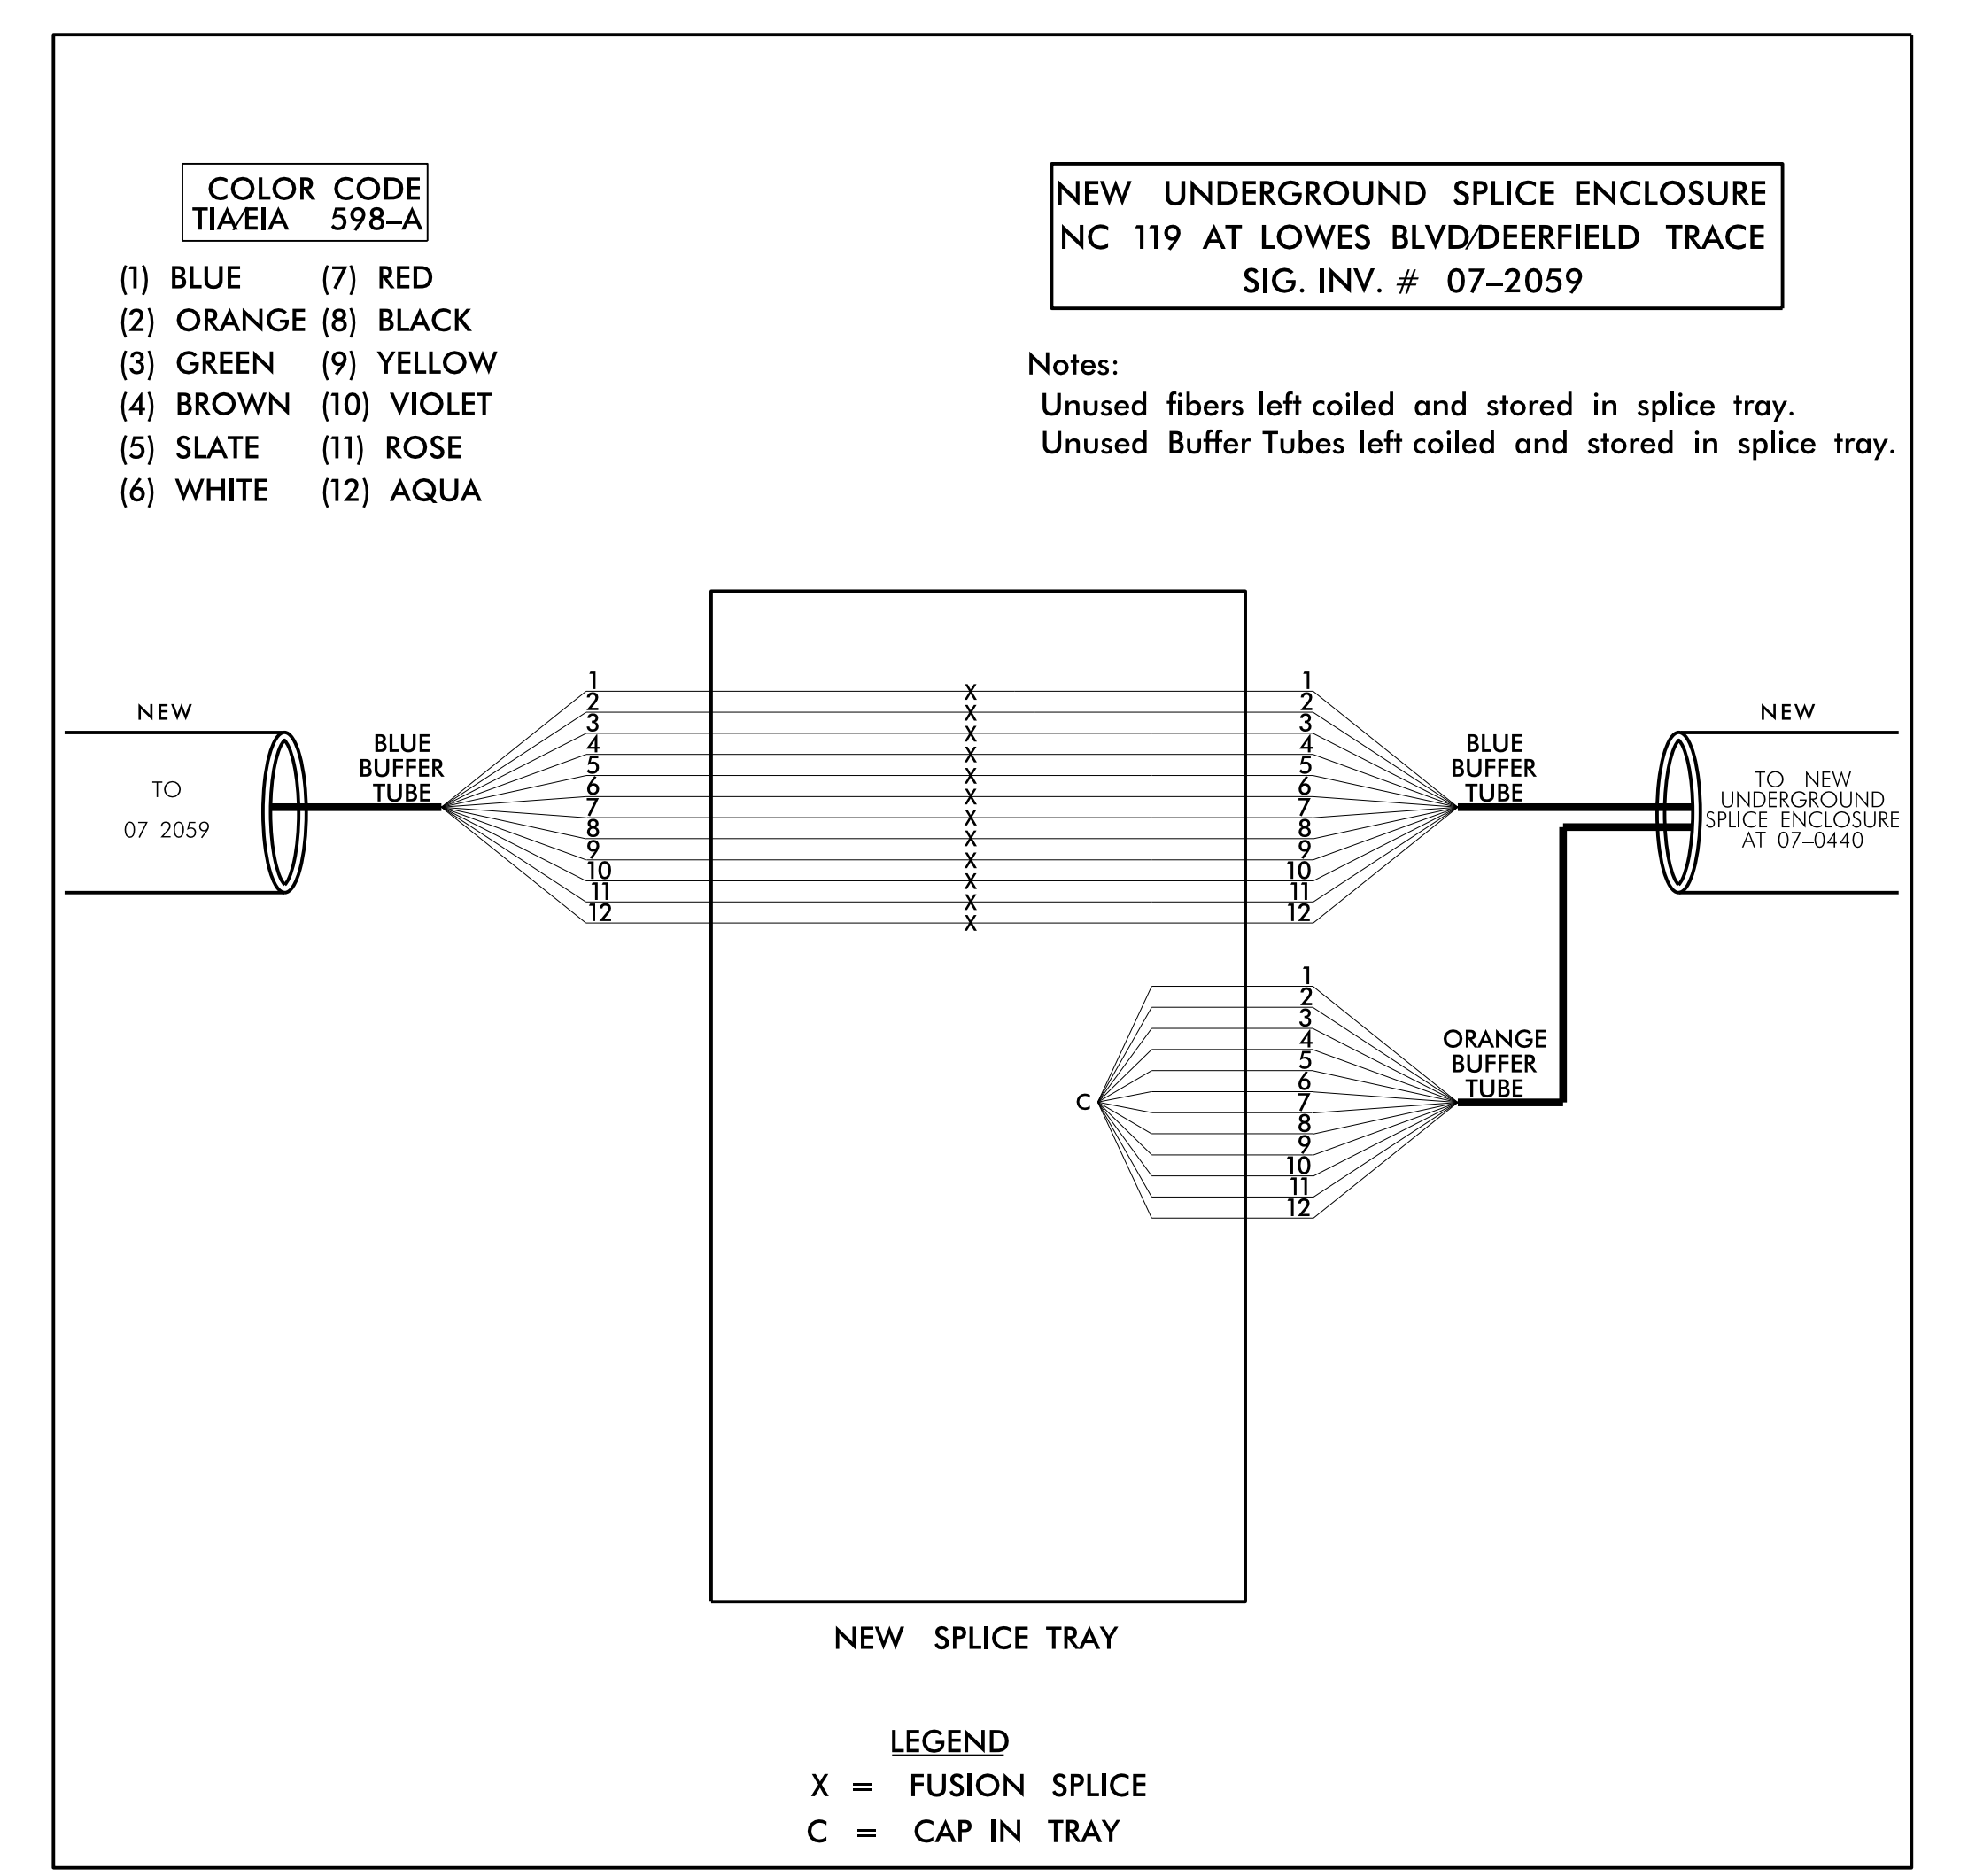 COLOR CODE
TIA/EIA 598-A
(1) BLUE (7) RED
(2) ORANGE (8) BLACK
(3) GREEN (9) YELLOW
(4) BROWN (10) VIOLET
(5) SLATE (11) ROSE
(6) WHITE (12) AQUA
NEW UNDERGROUND SPLICE ENCLOSURE
NC 119 AT LOWES BLVD/DEERFIELD TRACE
SIG. INV. # 07-2059
Notes:
Unused fibers left coiled and stored in splice tray.
Unused Buffer Tubes left coiled and stored in splice tray.
NEW
TO
07-2059
BLUE
BUFFER
TUBE
1
2
3
4
5
6
7
8
9
10
11
12
X
X
X
X
X
X
X
X
X
X
X
X
1
2
3
4
5
6
7
8
9
10
11
12
BLUE
BUFFER
TUBE
NEW
TO NEW
UNDERGROUND
SPLICE ENCLOSURE
AT 07-0440
C
1
2
3
4
5
6
7
8
9
10
11
12
ORANGE
BUFFER
TUBE
NEW SPLICE TRAY
LEGEND
X = FUSION SPLICE
C = CAP IN TRAY